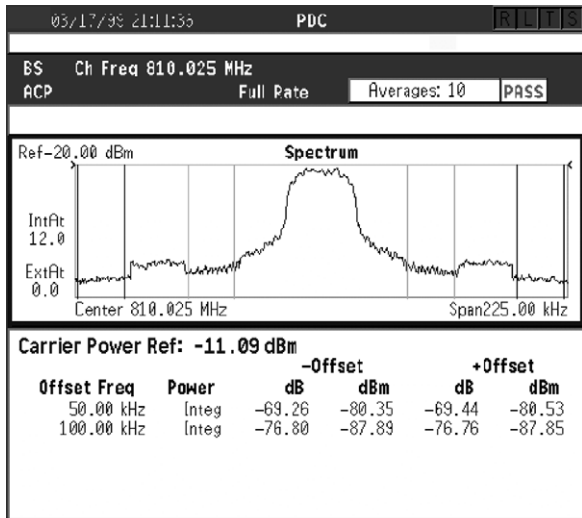 03/17/99 21:11:36 PDC R L T S
BS Ch Freq 810.025 MHz
ACP Full Rate Averages: 10 PASS
Ref-20.00 dBm Spectrum
IntAt
12.0
ExtAt
0.0
Center 810.025 MHz Span225.00 kHz
Carrier Power Ref: -11.09 dBm
-Offset +Offset
Offset Freq Power dB dBm dB dBm
50.00 kHz Integ -69.26 -80.35 -69.44 -80.53
100.00 kHz Integ -76.80 -87.89 -76.76 -87.85